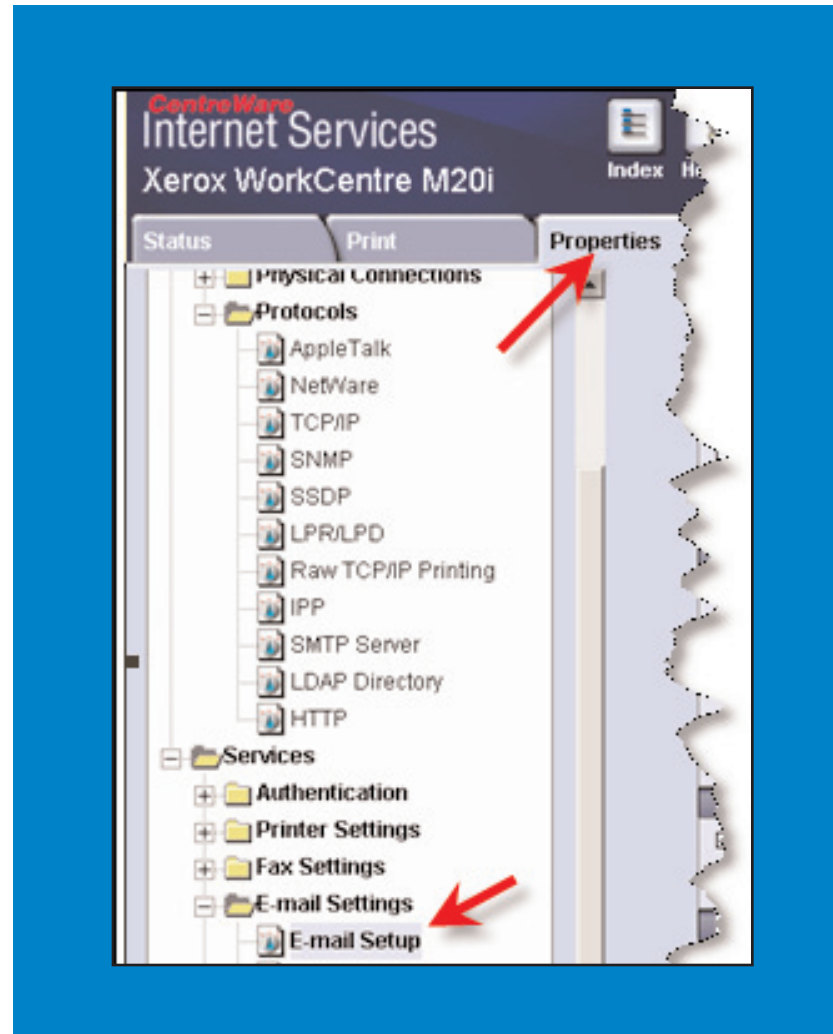 CentreWare
Internet Services
Xerox WorkCentre M20i
Index
Status Print Properties
Physical Connections
Protocols
AppleTalk
NetWare
TCP/IP
SNMP
SSDP
LPR/LPD
Raw TCP/IP Printing
IPP
SMTP Server
LDAP Directory
HTTP
Services
Authentication
Printer Settings
Fax Settings
E-mail Settings
E-mail Setup